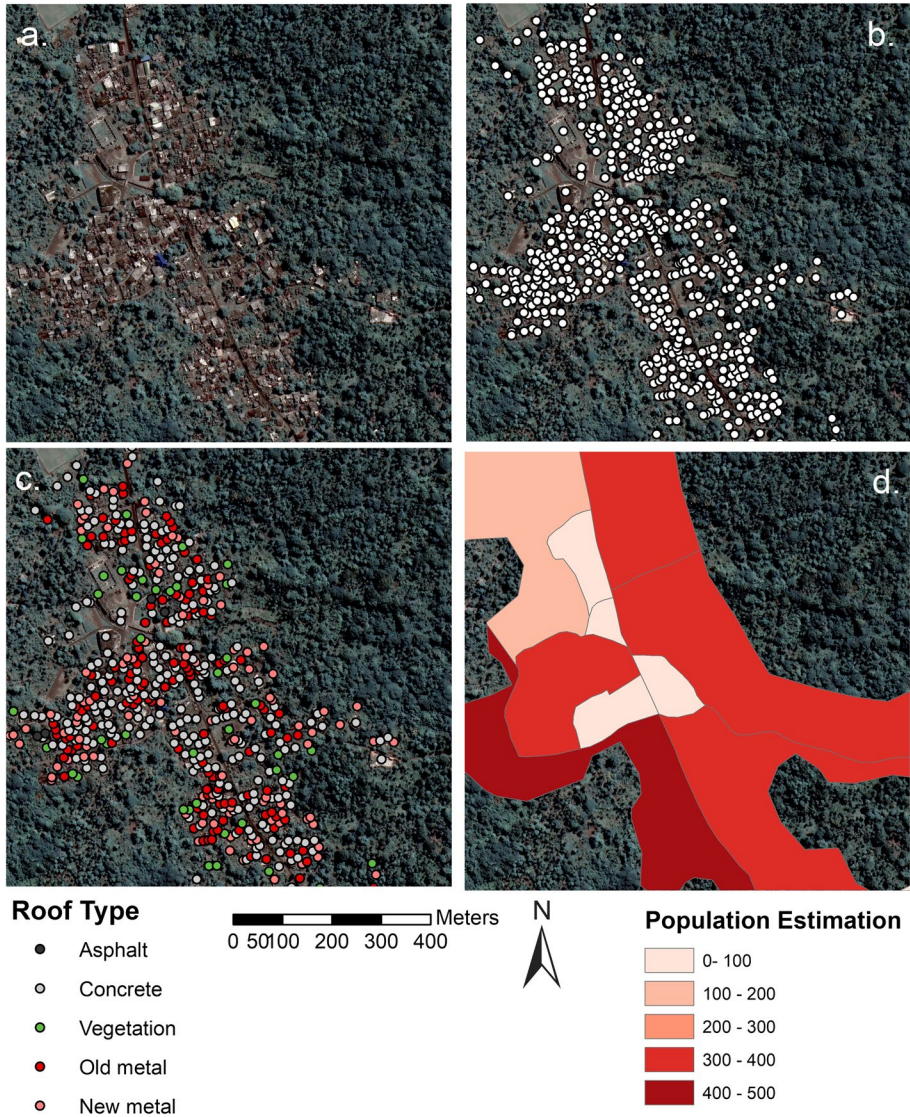 a.
b.
c.
d.
Roof Type
Asphalt
Concrete
Vegetation
Old metal
New metal
Meters
0 50100 200 300 400
N
Population Estimation
0- 100
100 - 200
200 - 300
300 - 400
400 - 500